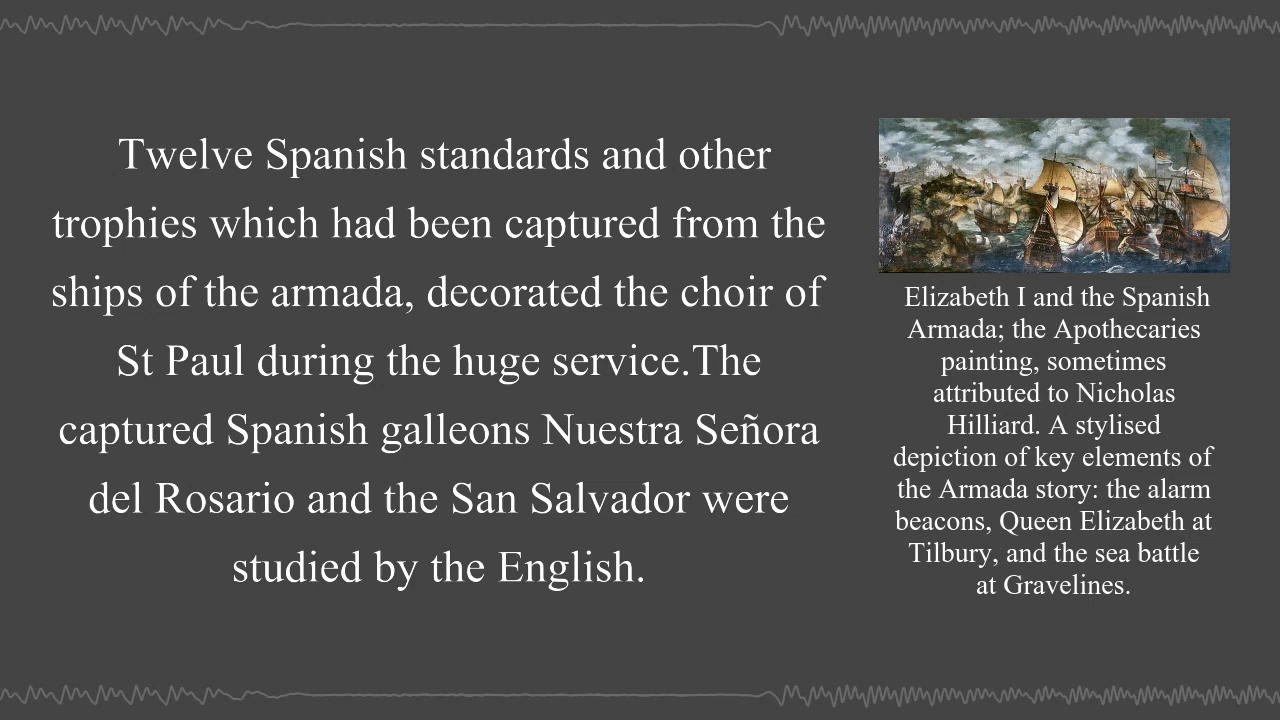 Twelve Spanish standards and other
trophies which had been captured from the
ships of the armada, decorated the choir of
St Paul during the huge service.The
captured Spanish galleons Nuestra Señora
del Rosario and the San Salvador were
studied by the English.
Elizabeth I and the Spanish
Armada; the Apothecaries
painting, sometimes
attributed to Nicholas
Hilliard. A stylised
depiction of key elements of
the Armada story: the alarm
beacons, Queen Elizabeth at
Tilbury, and the sea battle
at Gravelines.